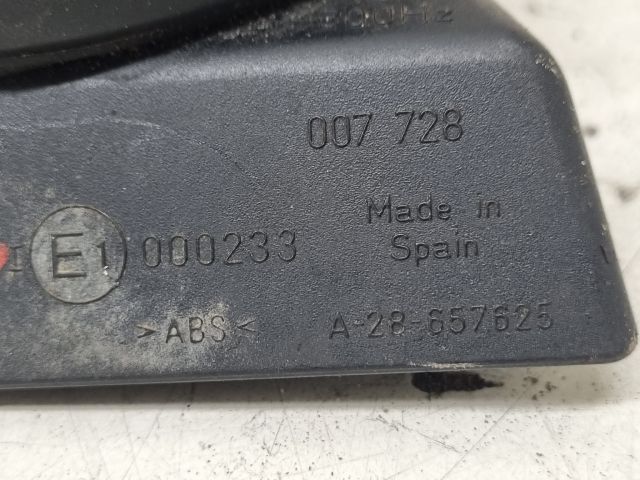 007 728
Made in
Spain
I E1 000233
>ABS<
A-28-657625